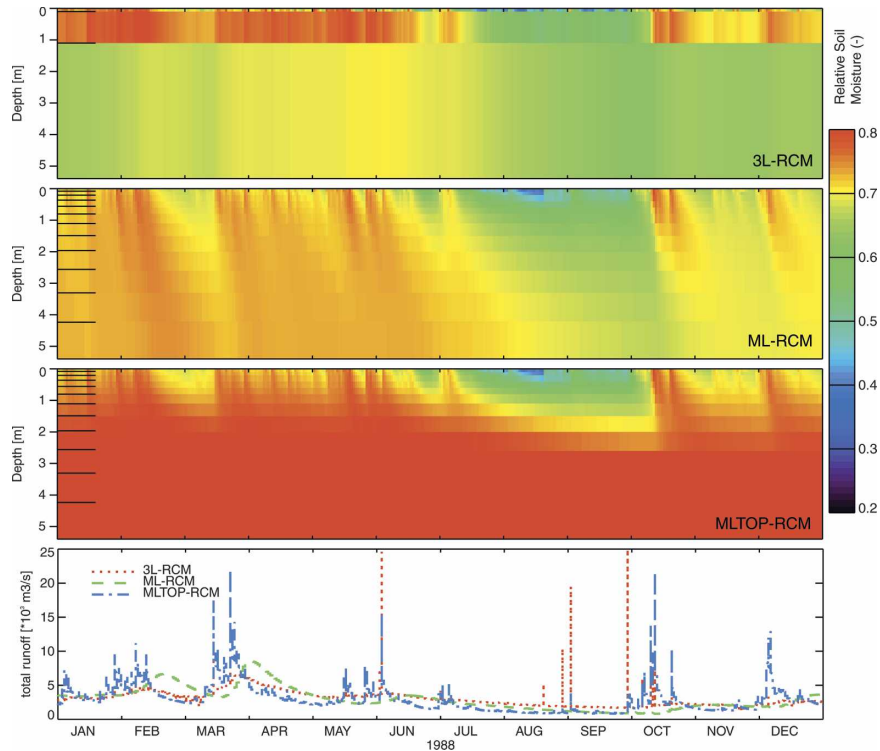 Relative Soil
Moisture (-)
Depth [m]
0
1
2
3
4
5
3L-RCM
Depth [m]
0
1
2
3
4
5
ML-RCM
Depth [m]
0
1
2
3
4
5
MLTOP-RCM
0.8
0.7
0.6
0.5
0.4
0.3
0.2
total runoff [*10³ m3/s]
25
20
15
10
5
0
3L-RCM
ML-RCM
MLTOP-RCM
JAN FEB MAR APR MAY JUN JUL AUG SEP OCT NOV DEC
1988